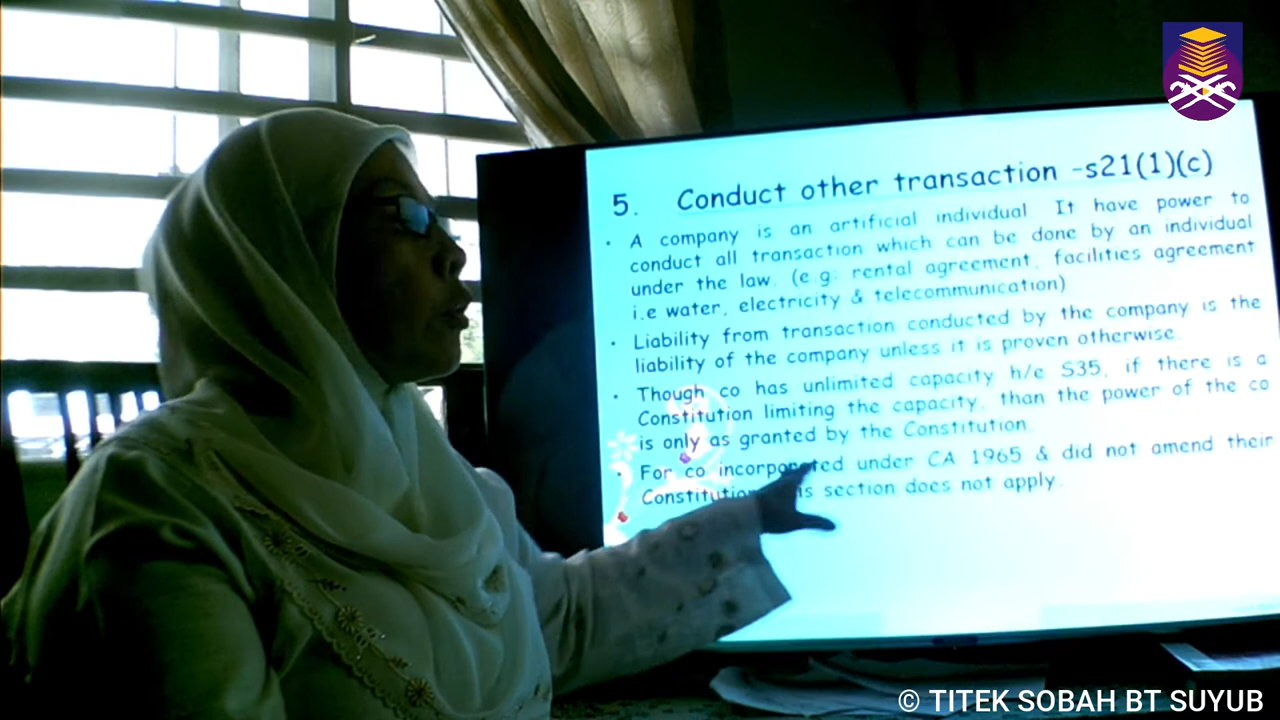 5. Conduct other transaction -s21(1)(c)
• A company is an artificial individual. It have power to
conduct all transaction which can be done by an individual
under the law. (e.g: rental agreement, facilities agreement
i.e water, electricity & telecommunication)
• Liability from transaction conducted by the company is the
liability of the company unless it is proven otherwise.
• Though co has unlimited capacity h/e S35, if there is a
Constitution limiting the capacity, than the power of the co
is only as granted by the Constitution.
• For co incorporated under CA 1965 & did not amend their
Constitution section does not apply.
© TITEK SOBAH BT SUYUB